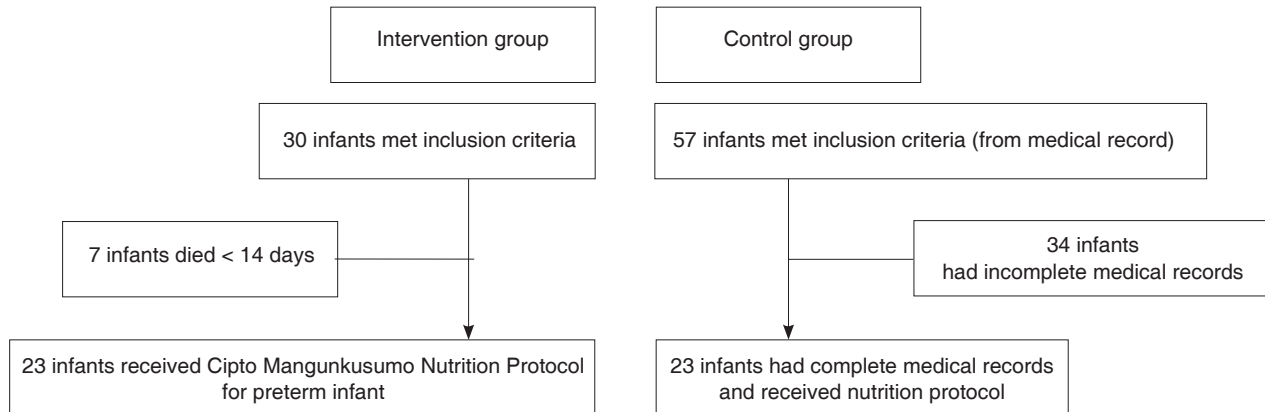 Intervention group
Control group
30 infants met inclusion criteria
57 infants met inclusion criteria (from medical record)
7 infants died < 14 days
34 infants
had incomplete medical records
23 infants received Cipto Mangunkusumo Nutrition Protocol
for preterm infant
23 infants had complete medical records
and received nutrition protocol